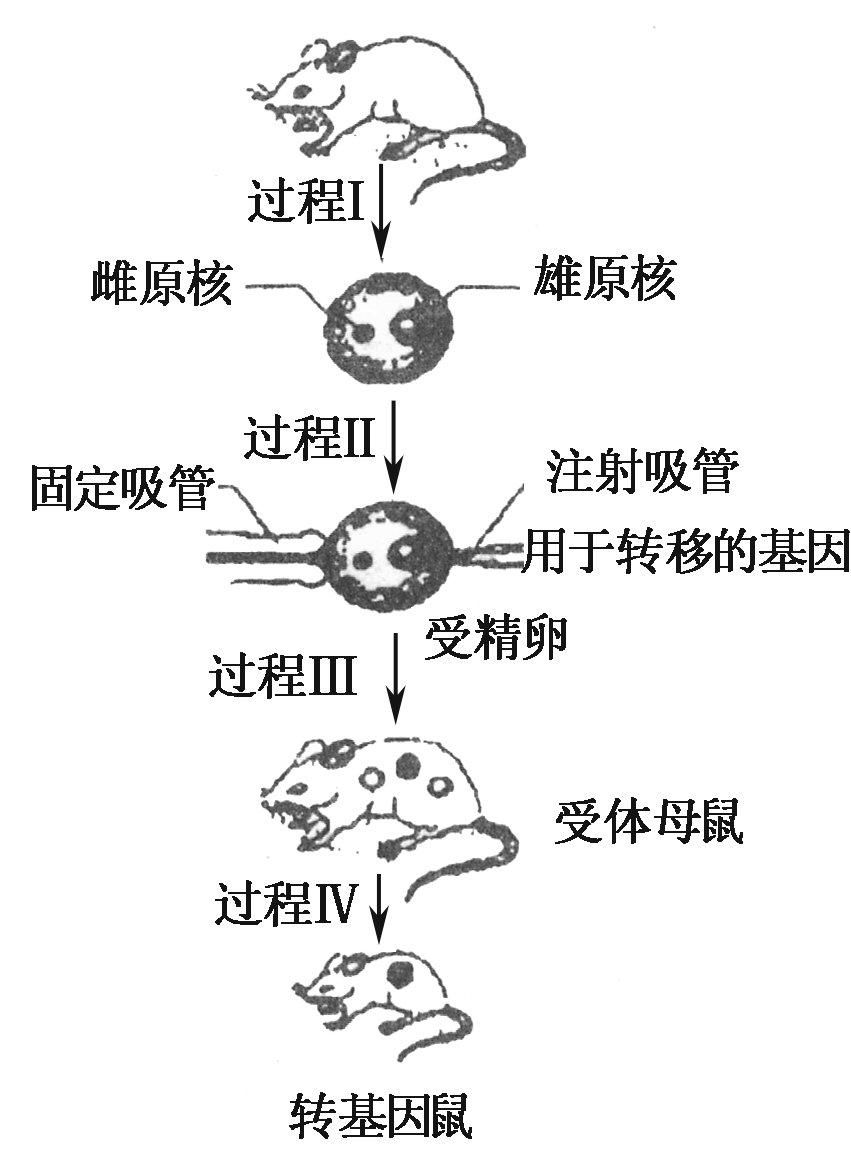 过程Ⅰ
雌原核
雄原核
过程Ⅱ
固定吸管
注射吸管
用于转移的基因
受精卵
过程Ⅲ
受体母鼠
过程Ⅳ
转基因鼠